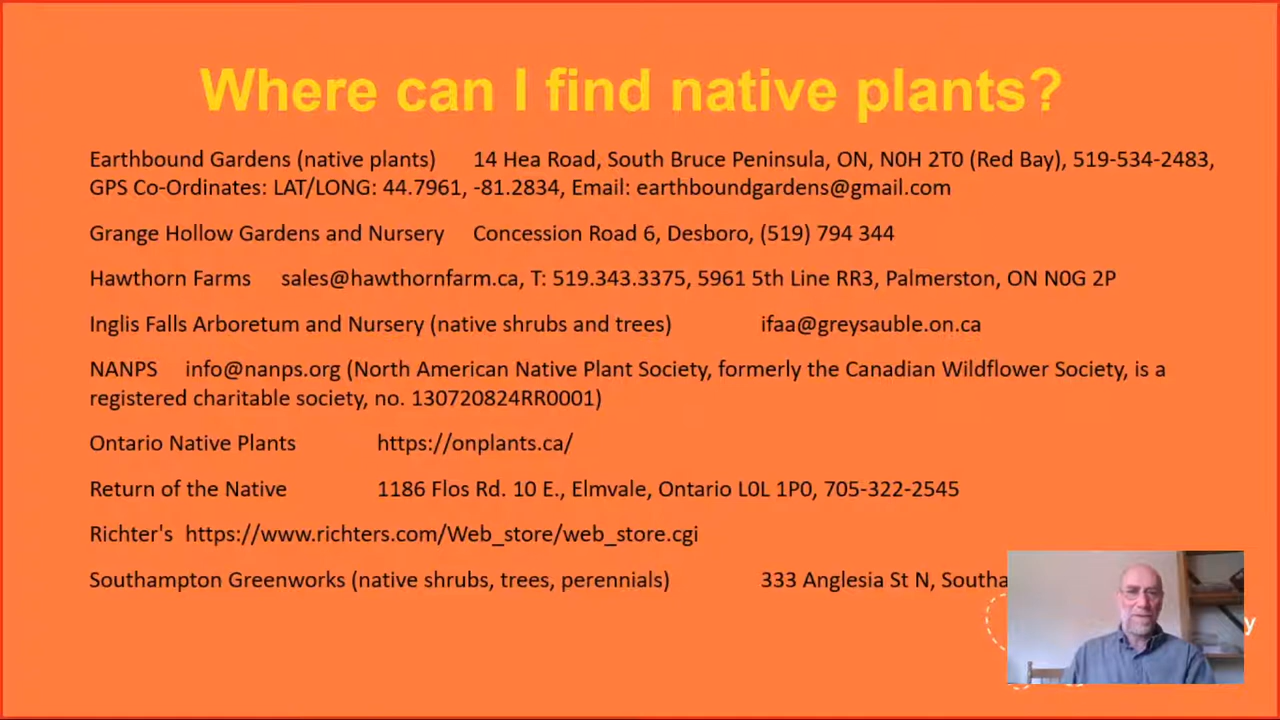 Where can I find native plants?
Earthbound Gardens (native plants) 14 Hea Road, South Bruce Peninsula, ON, N0H 2T0 (Red Bay), 519-534-2483,
GPS Co-Ordinates: LAT/LONG: 44.7961, -81.2834, Email: earthboundgardens@gmail.com
Grange Hollow Gardens and Nursery Concession Road 6, Desboro, (519) 794 344
Hawthorn Farms sales@hawthornfarm.ca, T: 519.343.3375, 5961 5th Line RR3, Palmerston, ON N0G 2P
Inglis Falls Arboretum and Nursery (native shrubs and trees) ifaa@greysauble.on.ca
NANPS info@nanps.org (North American Native Plant Society, formerly the Canadian Wildflower Society, is a
registered charitable society, no. 130720824RR0001)
Ontario Native Plants https://onplants.ca/
Return of the Native 1186 Flos Rd. 10 E., Elmvale, Ontario L0L 1P0, 705-322-2545
Richter's https://www.richters.com/Web_store/web_store.cgi
Southampton Greenworks (native shrubs, trees, perennials) 333 Anglesia St N,